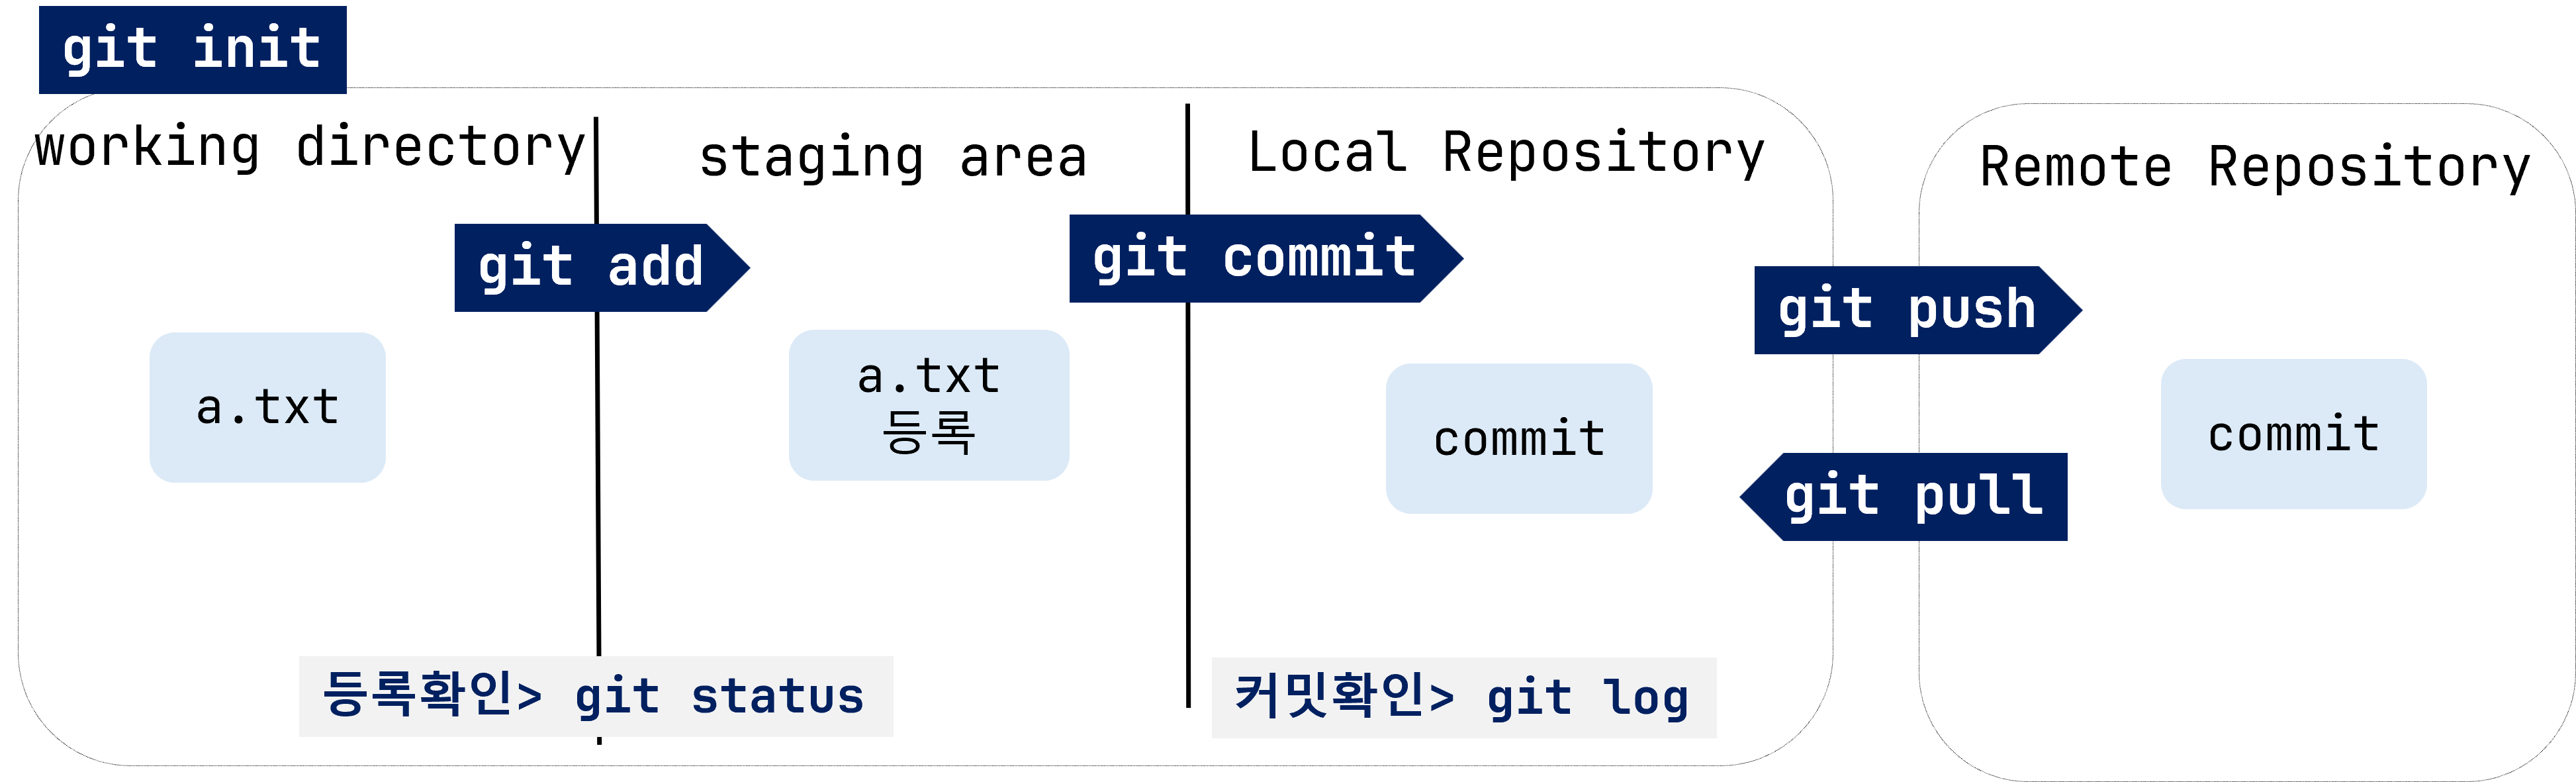 git init
working directory
staging area
Local Repository
Remote Repository
git add
git commit
git push
a.txt
a.txt
등록
commit
commit
git pull
등록확인> git status
커밋확인> git log